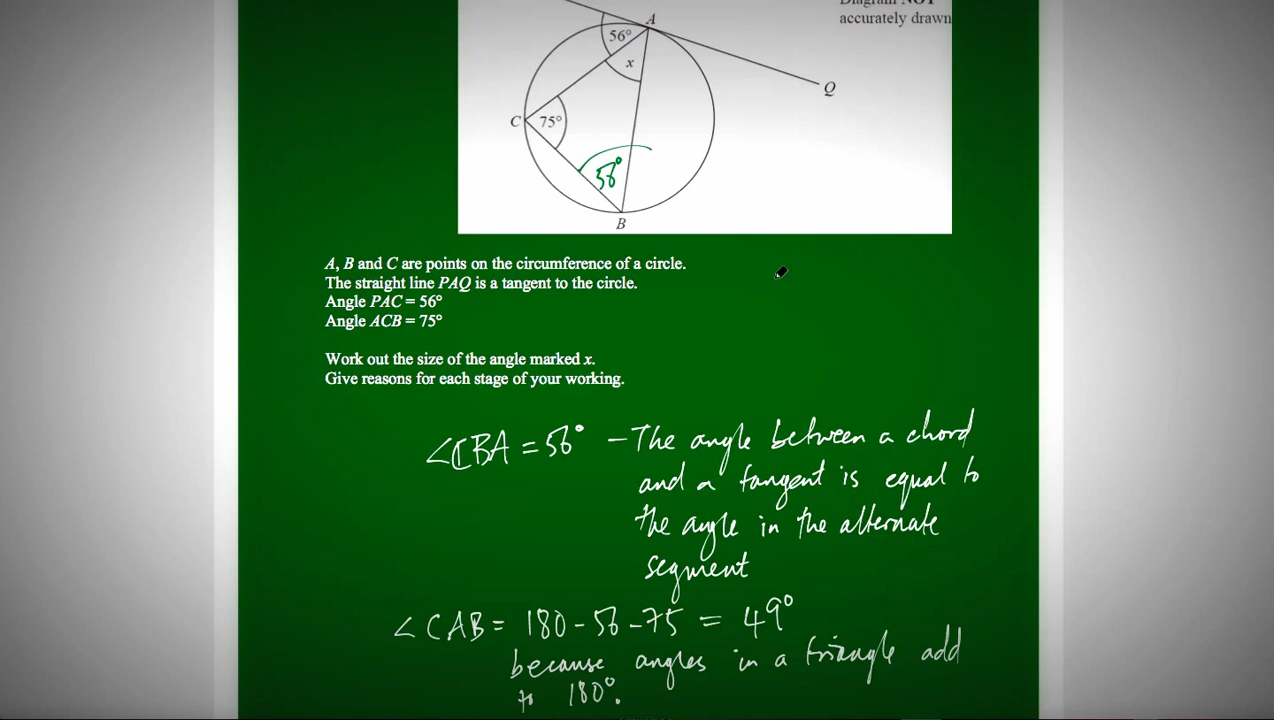 Diagram NOT
accurately drawn
A
56°
x
Q
C
75°
56°
B
A, B and C are points on the circumference of a circle.
The straight line PAQ is a tangent to the circle.
Angle PAC = 56°
Angle ACB = 75°
Work out the size of the angle marked x.
Give reasons for each stage of your working.
∠CBA = 56° – The angle between a chord
and a tangent is equal to
the angle in the alternate
segment
∠CAB = 180 - 56 - 75 = 49°
because angles in a triangle add
to 180°.